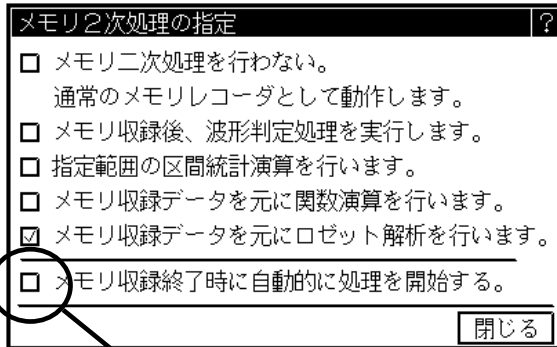 メモリ2次処理の指定 ?
メモリ二次処理を行わない。
通常のメモリレコーダとして動作します。
メモリ収録後、波形判定処理を実行します。
指定範囲の区間統計演算を行います。
メモリ収録データを元に関数演算を行います。
メモリ収録データを元にロゼット解析を行います。
メモリ収録終了時に自動的に処理を開始する。
閉じる